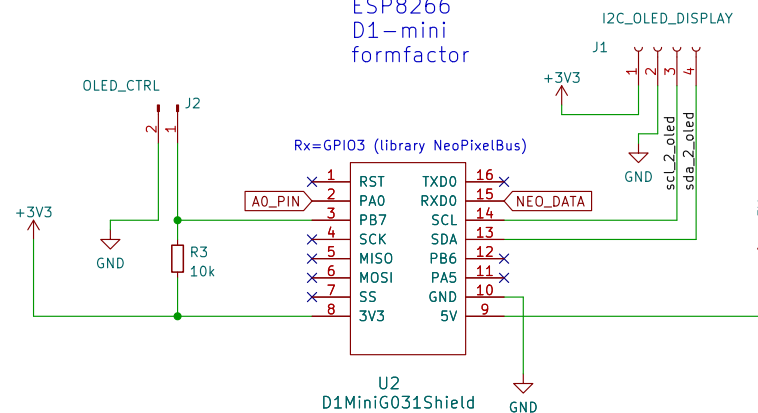 ESP8266
D1-mini
formfactor
I2C_OLED_DISPLAY
J1
+3V3
1
2
3
4
OLED_CTRL
J2
2
1
scl_2_oled
sda_2_oled
GND
Rx=GPIO3 (library NeoPixelBus)
1 RST TXD0 16
A0_PIN 2 PA0 RXD0 15 NEO_DATA
3 PB7 SCL 14
4 SCK SDA 13
5 MISO PB6 12
6 MOSI PA5 11
7 SS GND 10
8 3V3 5V 9
+3V3
GND
R3
10k
U2
D1MiniG031Shield
GND